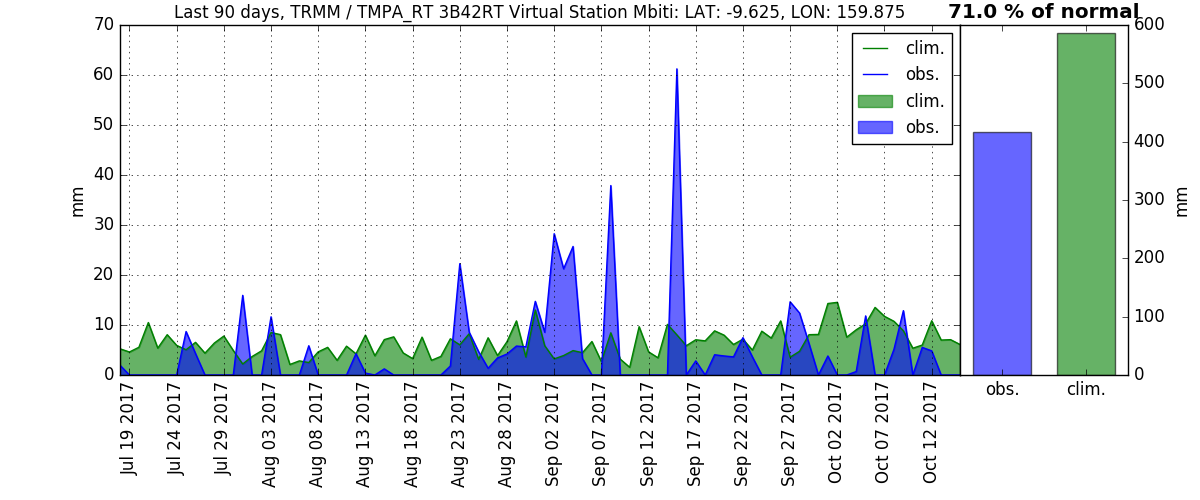 Last 90 days, TRMM / TMPA_RT 3B42RT Virtual Station Mbiti: LAT: -9.625, LON: 159.875
71.0 % of normal
70
60
50
40
30
20
10
0
mm
clim.
obs.
clim.
obs.
600
500
400
300
200
100
0
mm
obs.
clim.
Jul 19 2017
Jul 24 2017
Jul 29 2017
Aug 03 2017
Aug 08 2017
Aug 13 2017
Aug 18 2017
Aug 23 2017
Aug 28 2017
Sep 02 2017
Sep 07 2017
Sep 12 2017
Sep 17 2017
Sep 22 2017
Sep 27 2017
Oct 02 2017
Oct 07 2017
Oct 12 2017